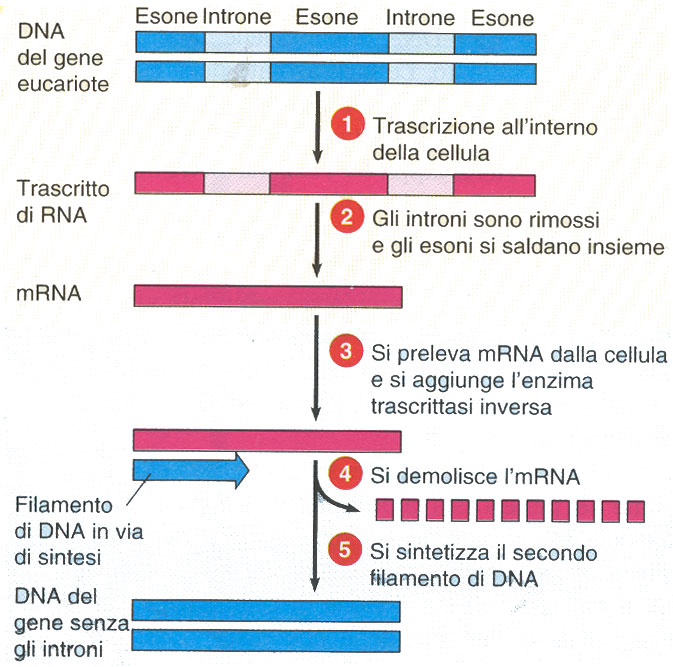 Esone Introne Esone Introne Esone
DNA
del gene
eucariote
1 Trascrizione all'interno
della cellula
Trascritto
di RNA
2 Gli introni sono rimossi
e gli esoni si saldano insieme
mRNA
3 Si preleva mRNA dalla cellula
e si aggiunge l'enzima
trascrittasi inversa
4 Si demolisce l'mRNA
Filamento
di DNA in via
di sintesi
5 Si sintetizza il secondo
filamento di DNA
DNA del
gene senza
gli introni